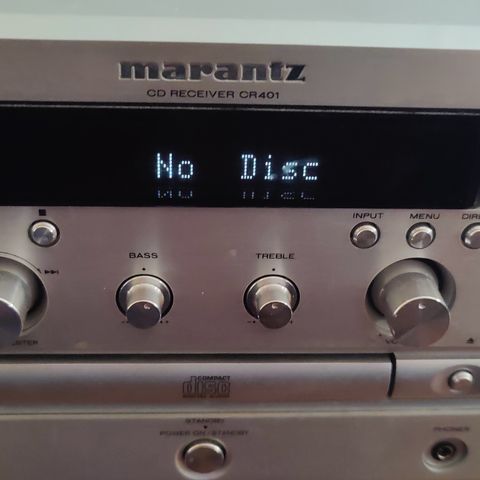 marantz
CD RECEIVER CR401
No Disc
INPUT MENU
BASS TREBLE
COMPACT
disc
STANDBY
POWER ON / STANDBY
PHONES